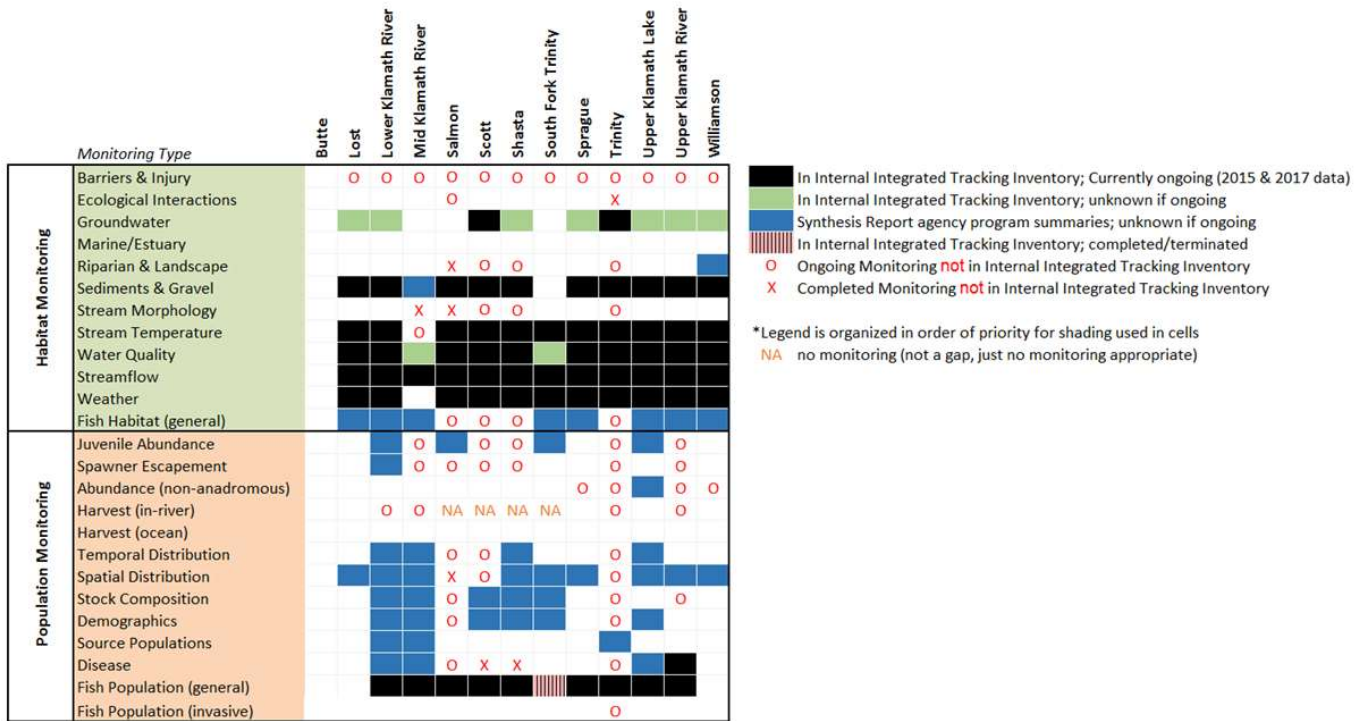 Butte
Lost
Lower Klamath River
Mid Klamath River
Salmon
Scott
Shasta
South Fork Trinity
Sprague
Trinity
Upper Klamath Lake
Upper Klamath River
Williamson
Monitoring Type
Habitat Monitoring
Barriers & Injury O O O O O O O O O O O O
Ecological Interactions O X
Groundwater
Marine/Estuary
Riparian & Landscape X O O O
Sediments & Gravel
Stream Morphology X X O O O
Stream Temperature O
Water Quality
Streamflow
Weather
Fish Habitat (general) O O O O
Population Monitoring
Juvenile Abundance O O O O O
Spawner Escapement O O O O O O
Abundance (non-anadromous) O O O O
Harvest (in-river) O O NA NA NA NA O O
Harvest (ocean)
Temporal Distribution O O O
Spatial Distribution X O O
Stock Composition O O O
Demographics O O
Source Populations
Disease O X X O
Fish Population (general)
Fish Population (invasive) O
In Internal Integrated Tracking Inventory; Currently ongoing (2015 & 2017 data)
In Internal Integrated Tracking Inventory; unknown if ongoing
Synthesis Report agency program summaries; unknown if ongoing
In Internal Integrated Tracking Inventory; completed/terminated
O Ongoing Monitoring not in Internal Integrated Tracking Inventory
X Completed Monitoring not in Internal Integrated Tracking Inventory
*Legend is organized in order of priority for shading used in cells
NA no monitoring (not a gap, just no monitoring appropriate)